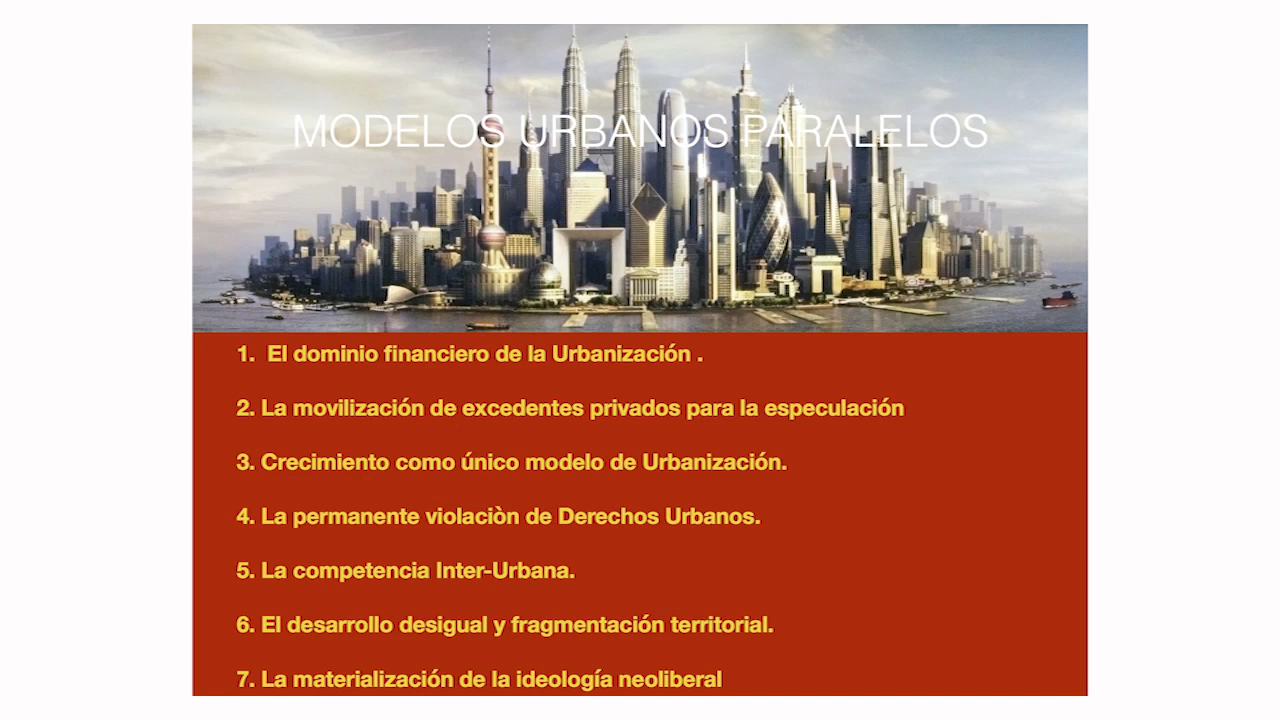 MODELOS URBANOS PARALELOS
1. El dominio financiero de la Urbanización .
2. La movilización de excedentes privados para la especulación
3. Crecimiento como único modelo de Urbanización.
4. La permanente violaciòn de Derechos Urbanos.
5. La competencia Inter-Urbana.
6. El desarrollo desigual y fragmentación territorial.
7. La materialización de la ideología neoliberal